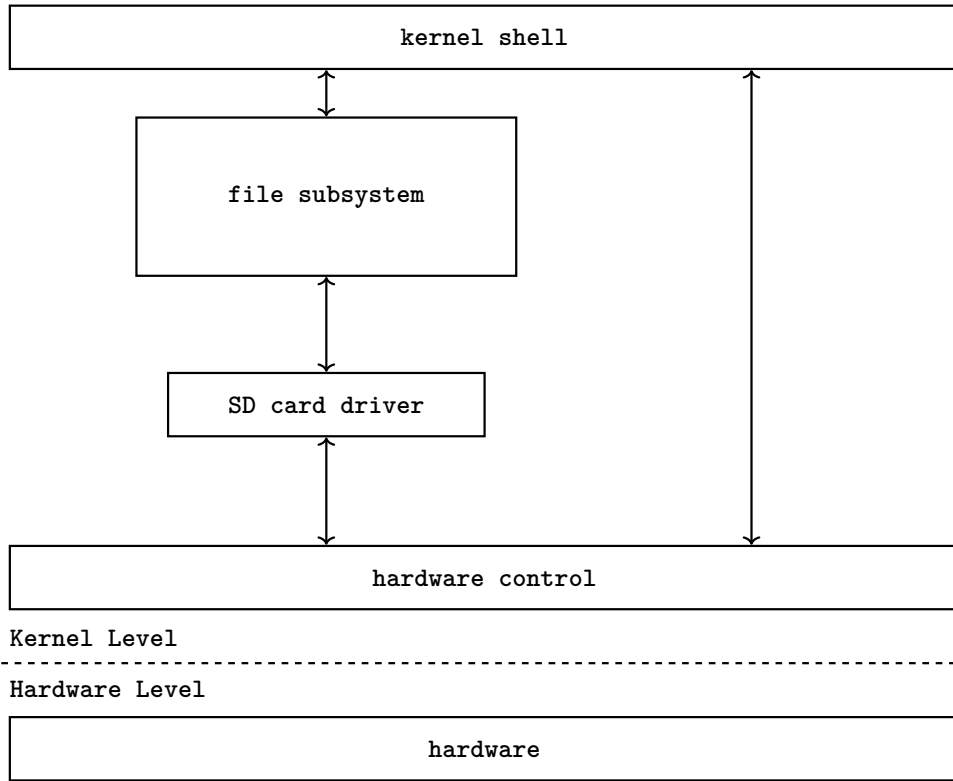 kernel shell
file subsystem
SD card driver
hardware control
Kernel Level
Hardware Level
hardware